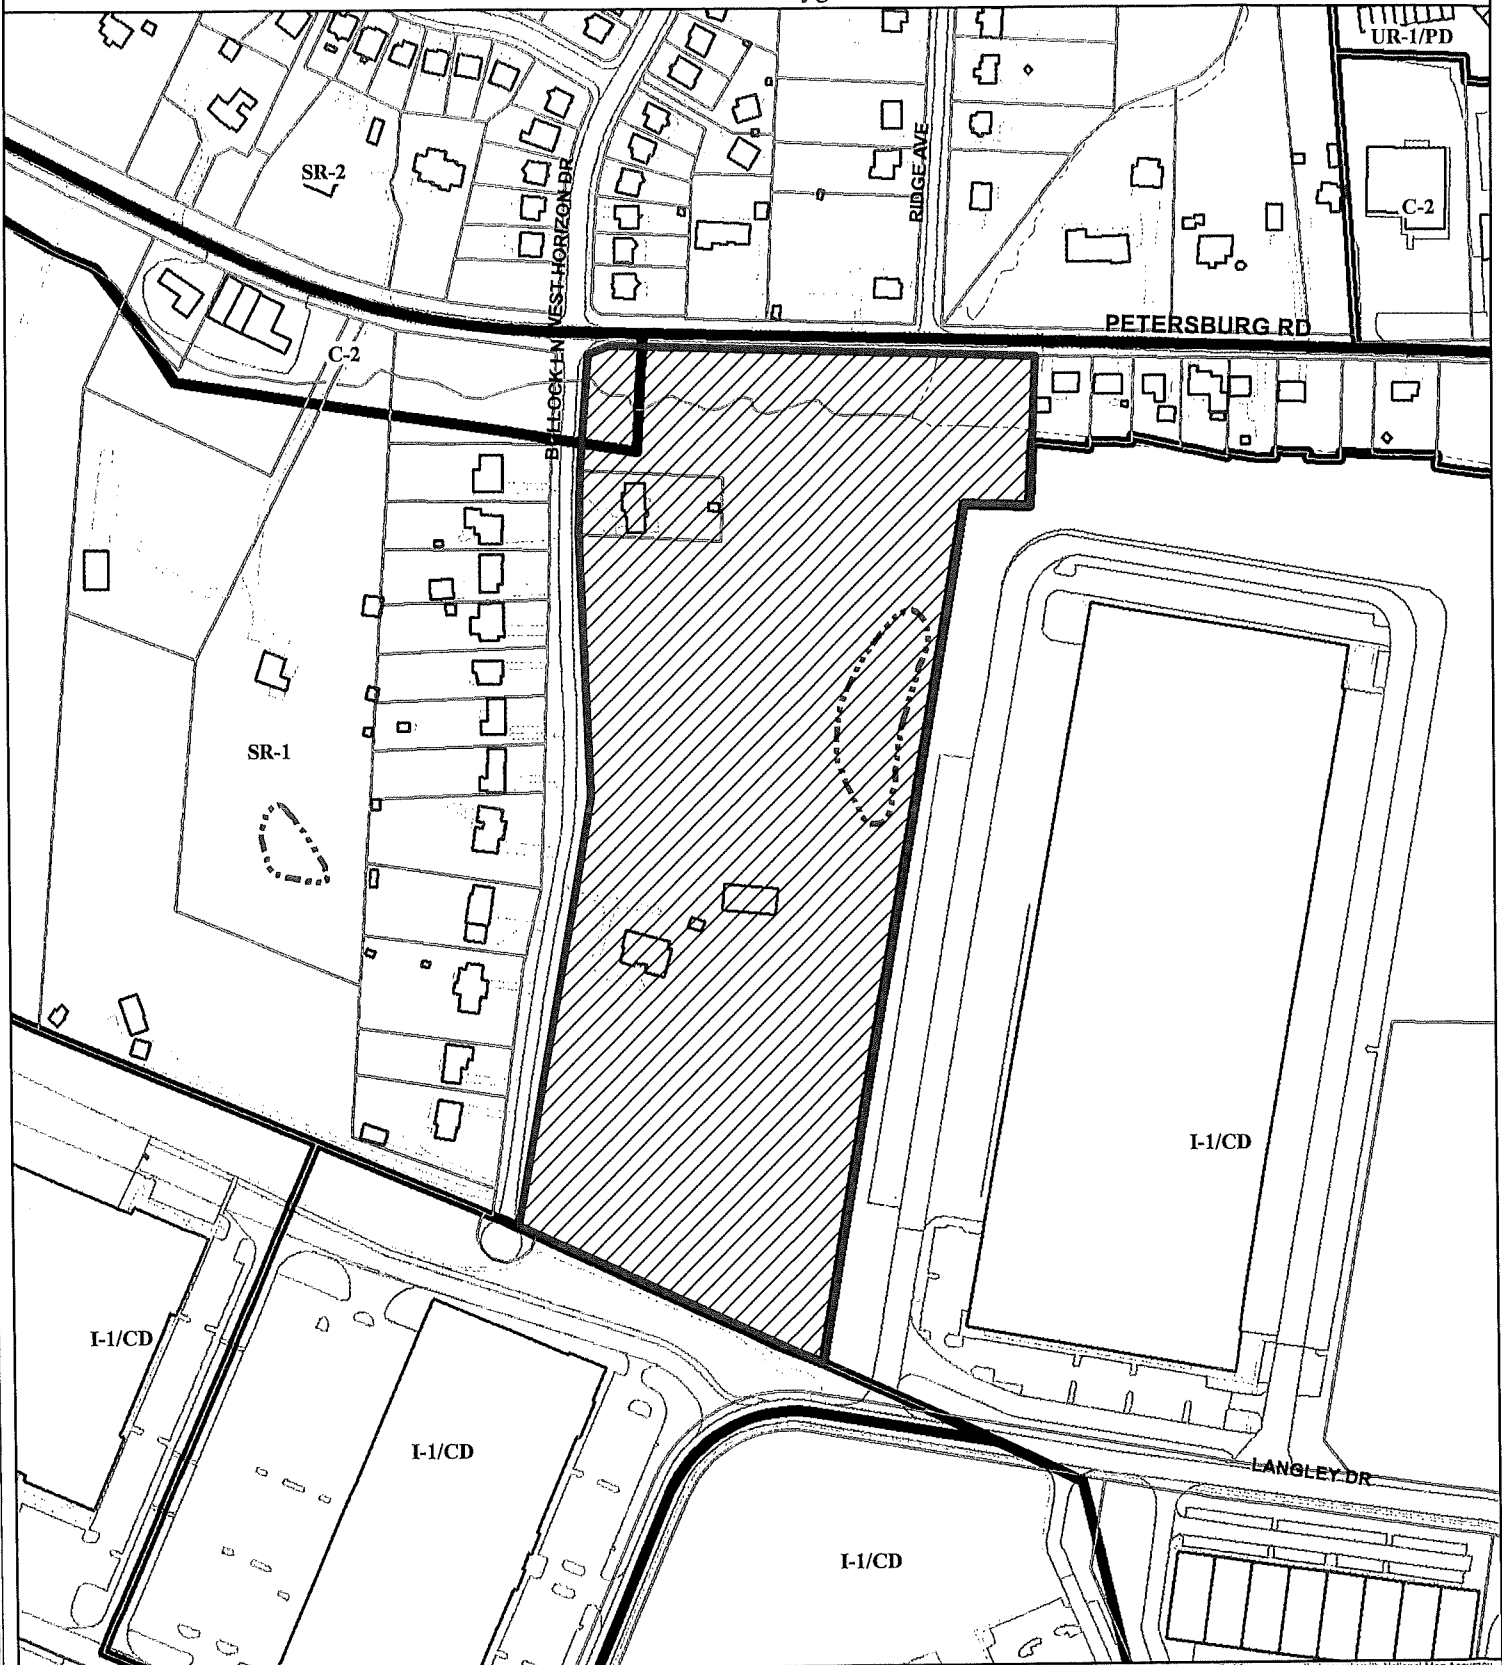 UR-1/PD
SR-2
WEST HORIZON DR
RIDGE AVE
C-2
PETERSBURG RD
C-2
BULLOCK LN
SR-1
I-1/CD
I-1/CD
I-1/CD
LANGLEY DR
I-1/CD